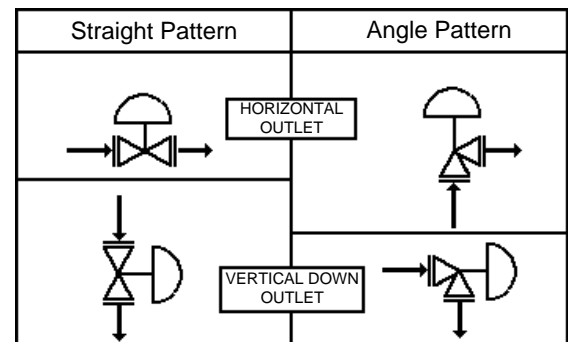 Straight Pattern
Angle Pattern
HORIZONTAL
OUTLET
VERTICAL DOWN
OUTLET